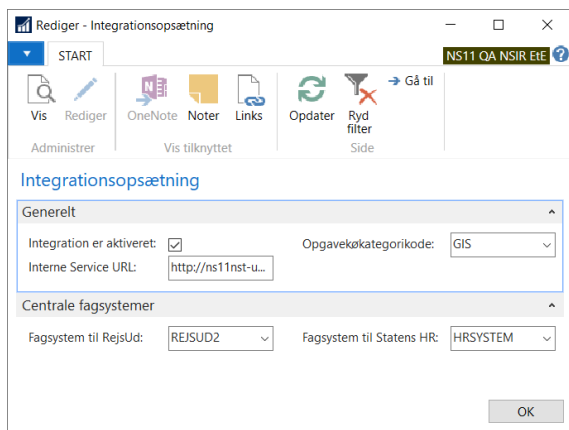 Rediger - Integrationsopsætning
START
NS11 QA NSIR EtE
Vis
Rediger
OneNote
Noter
Links
Opdater
Ryd
filter
Gå til
Administrer
Vis tilknyttet
Side
Integrationsopsætning
Generelt
Integration er aktiveret:
Opgavekøkategorikode: GIS
Interne Service URL: http://ns11nst-u...
Centrale fagsystemer
Fagsystem til RejsUd: REJSUD2
Fagsystem til Statens HR: HRSYSTEM
OK